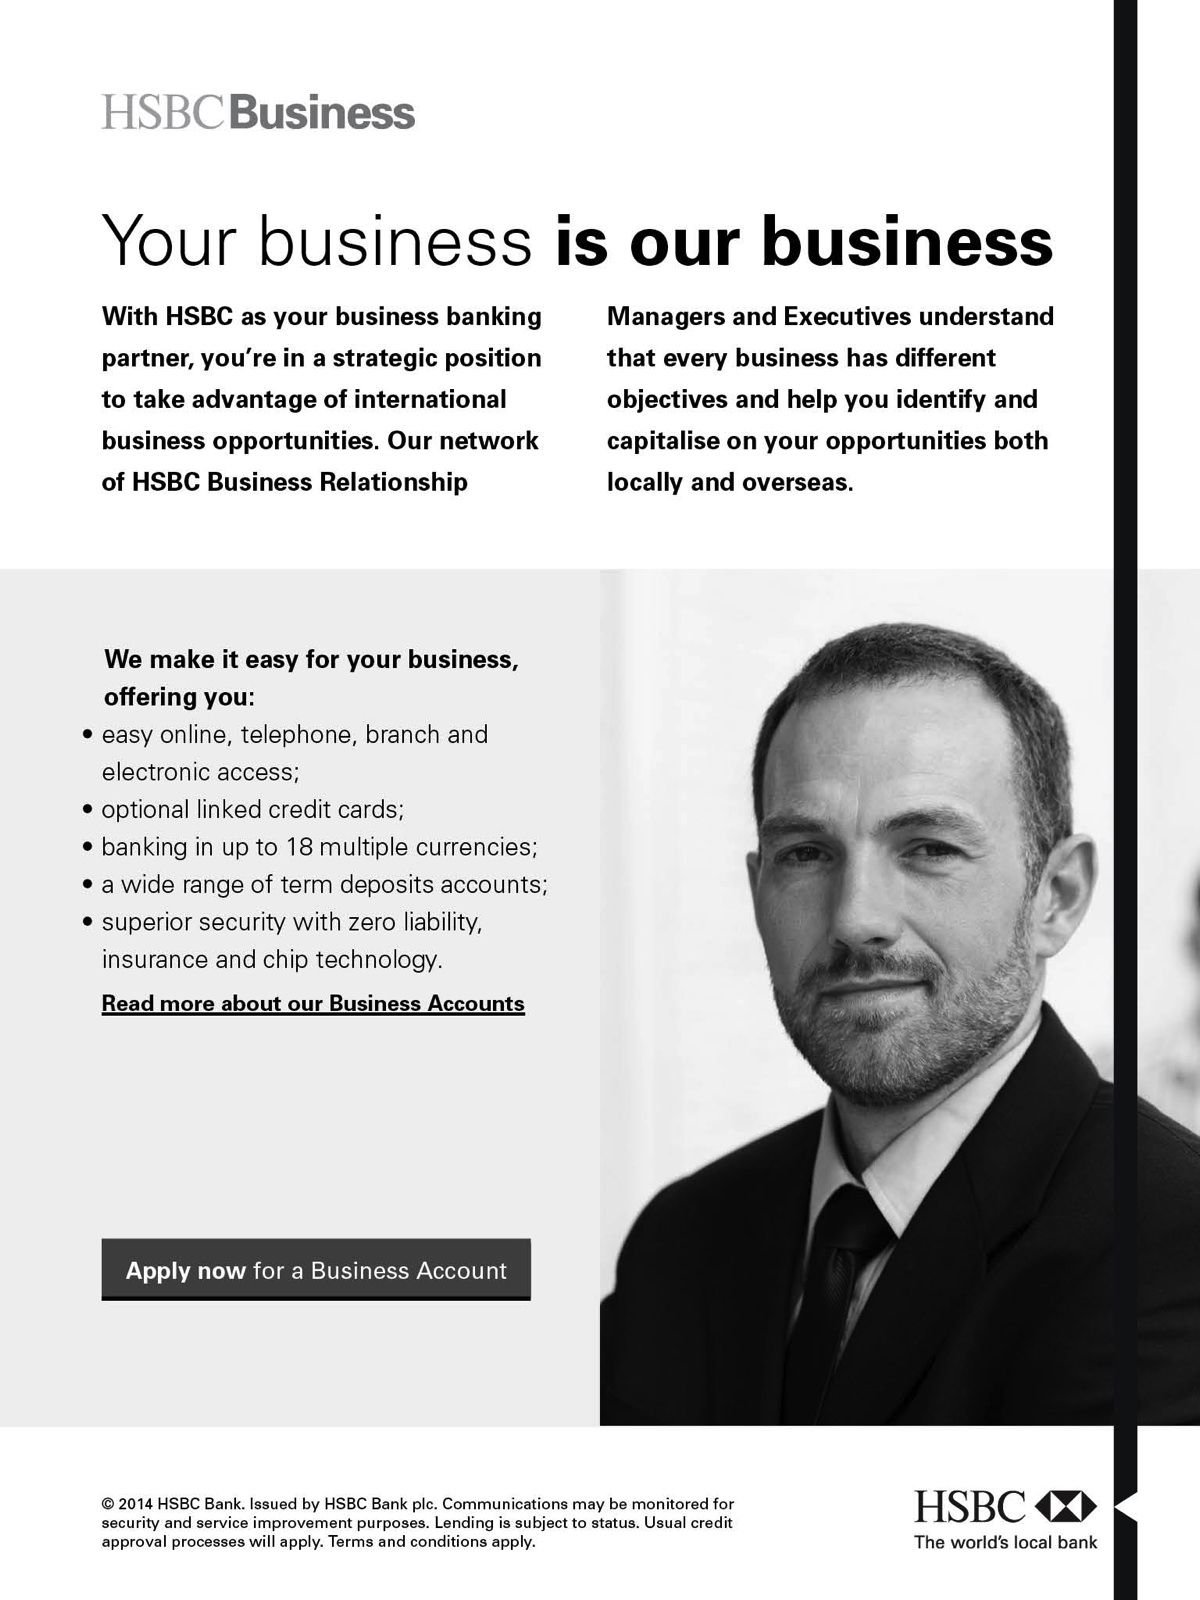 HSBC Business
Your business is our business
With HSBC as your business banking
partner, you’re in a strategic position
to take advantage of international
business opportunities. Our network
of HSBC Business Relationship
Managers and Executives understand
that every business has different
objectives and help you identify and
capitalise on your opportunities both
locally and overseas.
We make it easy for your business,
offering you:
• easy online, telephone, branch and
electronic access;
• optional linked credit cards;
• banking in up to 18 multiple currencies;
• a wide range of term deposits accounts;
• superior security with zero liability,
insurance and chip technology.
Read more about our Business Accounts
Apply now for a Business Account
© 2014 HSBC Bank. Issued by HSBC Bank plc. Communications may be monitored for
security and service improvement purposes. Lending is subject to status. Usual credit
approval processes will apply. Terms and conditions apply.
HSBC
The world’s local bank